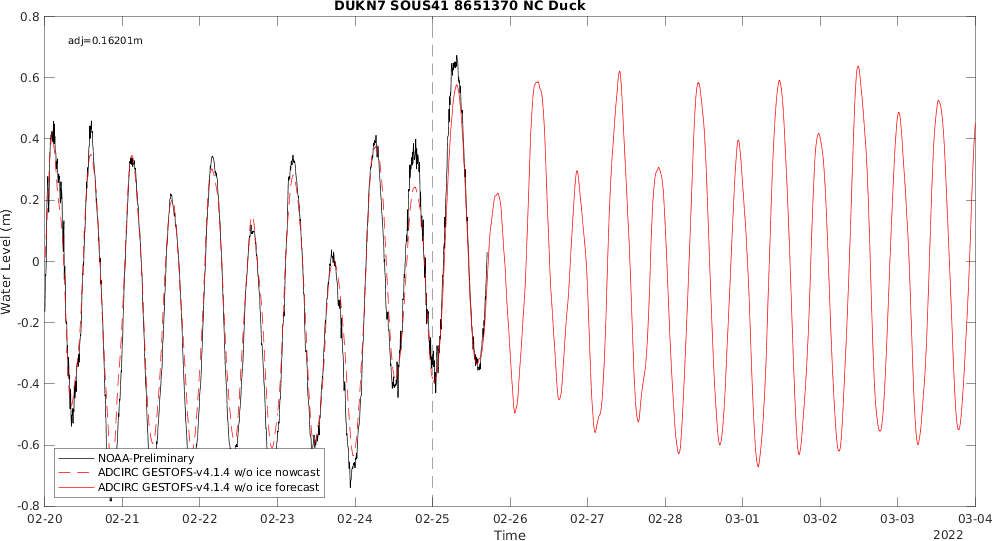 DUKN7 SOUS41 8651370 NC Duck
adj=0.16201m
Water Level (m)
0.8
0.6
0.4
0.2
0
-0.2
-0.4
-0.6
-0.8
NOAA-Preliminary
ADCIRC GESTOFS-v4.1.4 w/o ice nowcast
ADCIRC GESTOFS-v4.1.4 w/o ice forecast
02-20 02-21 02-22 02-23 02-24 02-25 02-26 02-27 02-28 03-01 03-02 03-03 03-04
Time
2022